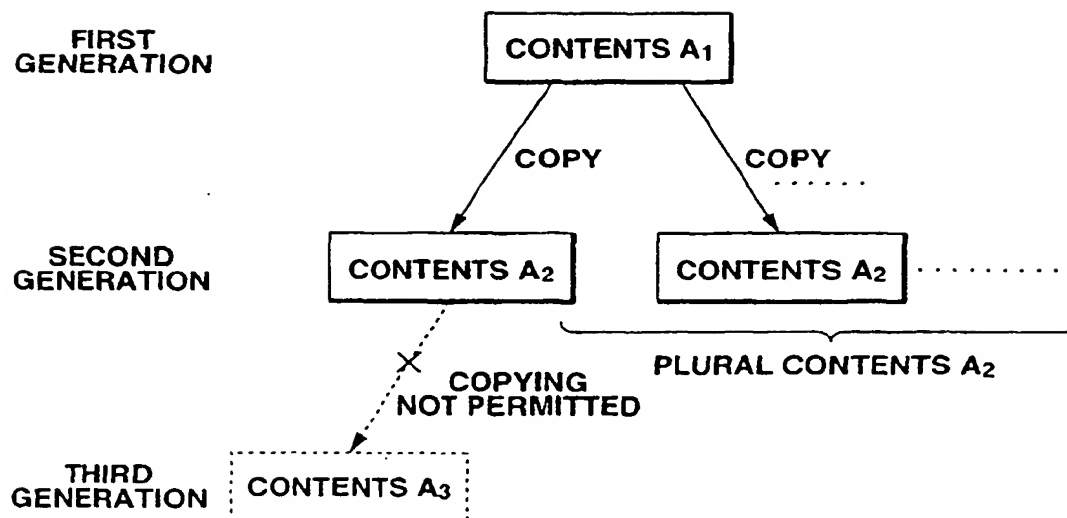 FIRST
GENERATION
CONTENTS A1
COPY
COPY
SECOND
GENERATION
CONTENTS A2
CONTENTS A2
PLURAL CONTENTS A2
COPYING
NOT PERMITTED
THIRD
GENERATION
CONTENTS A3